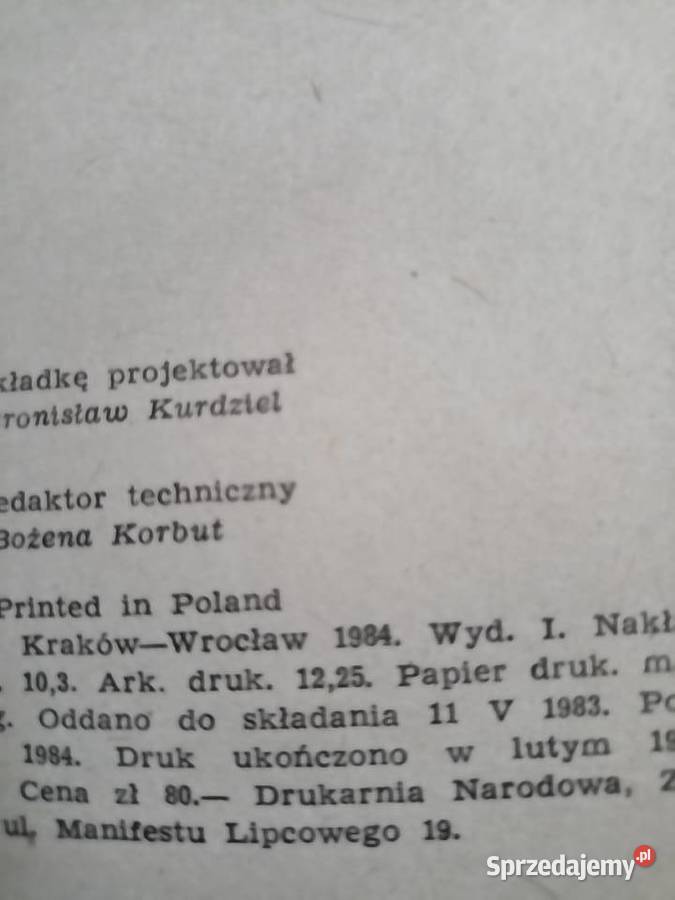 kładkę projektował
ronisław Kurdziel
edaktor techniczny
Bożena Korbut
Printed in Poland
Kraków—Wrocław 1984. Wyd. I. Nakł
. 10,3. Ark. druk. 12,25. Papier druk. m
g. Oddano do składania 11 V 1983. Po
1984. Druk ukończono w lutym 19
Cena zł 80.— Drukarnia Narodowa, Z
ul. Manifestu Lipcowego 19.
Sprzedajemy.pl